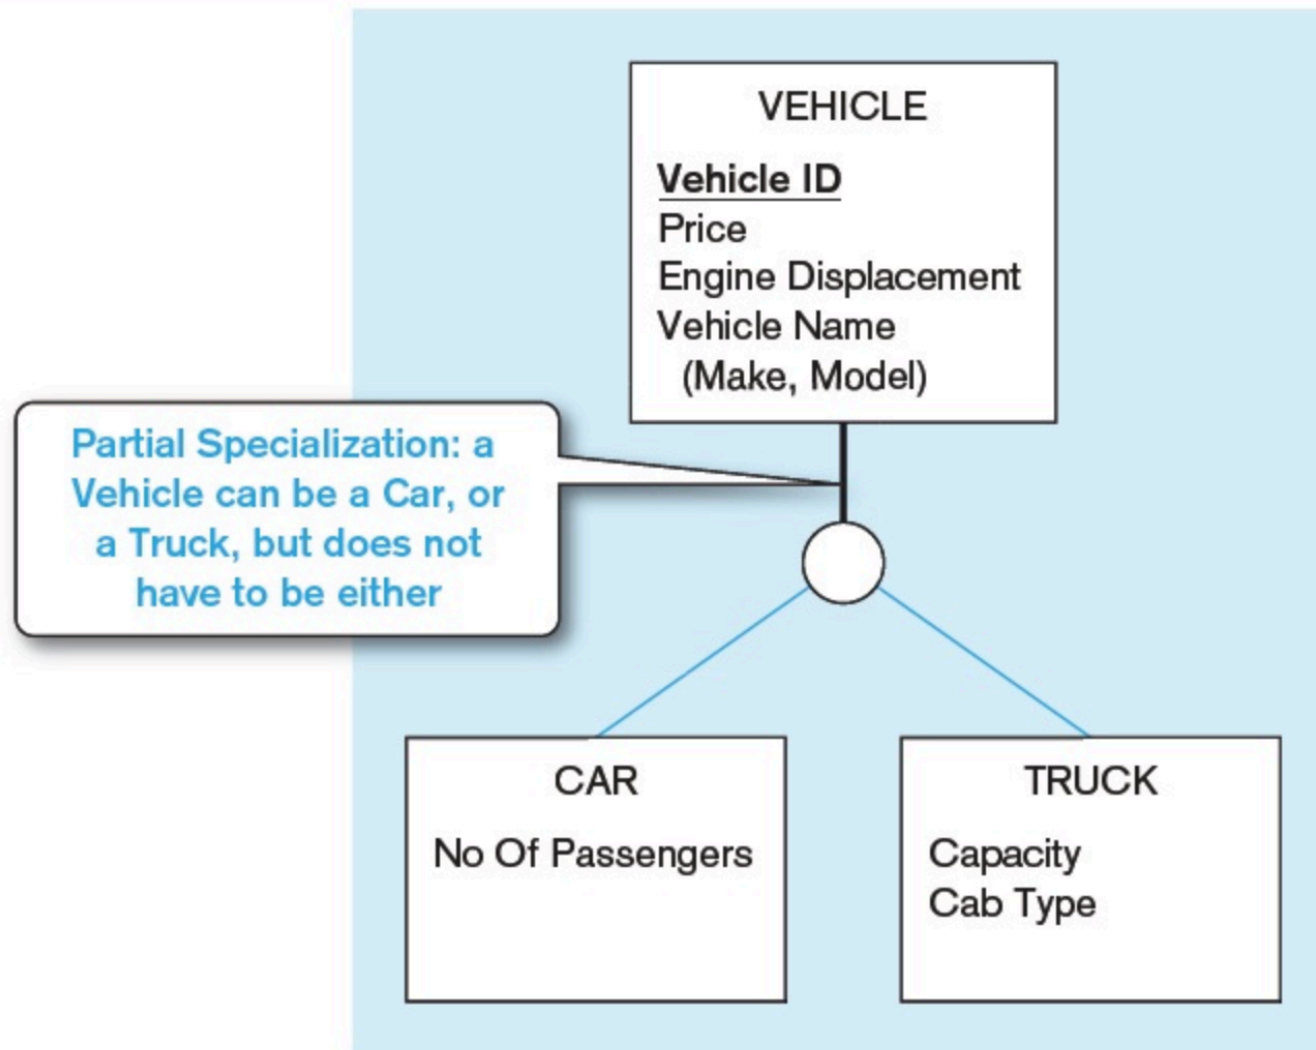 VEHICLE
Vehicle ID
Price
Engine Displacement
Vehicle Name
(Make, Model)
Partial Specialization: a
Vehicle can be a Car, or
a Truck, but does not
have to be either
CAR
No Of Passengers
TRUCK
Capacity
Cab Type